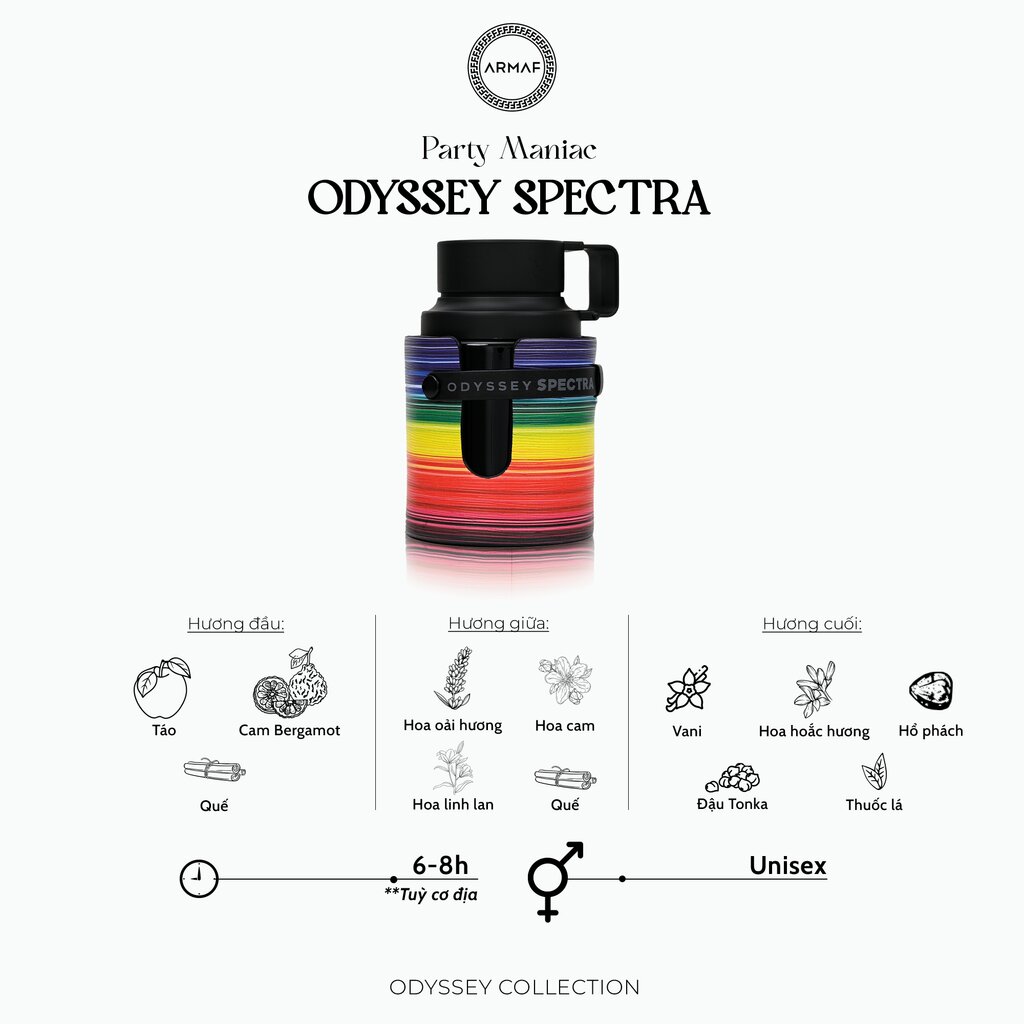 ARMAF
Party Maniac
ODYSSEY SPECTRA
ODYSSEY SPECTRA
Hương đầu:
Táo
Cam Bergamot
Quế
Hương giữa:
Hoa oải hương
Hoa cam
Hoa linh lan
Quế
Hương cuối:
Vani
Hoa hoắc hương
Hổ phách
Đậu Tonka
Thuốc lá
6-8h
**Tuỳ cơ địa
Unisex
ODYSSEY COLLECTION